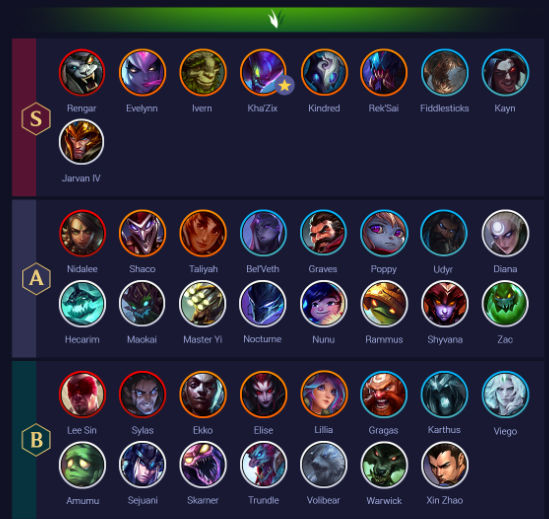 S
Rengar Evelynn Ivern Kha'Zix Kindred Rek'Sai Fiddlesticks Kayn
Jarvan IV
A
Nidalee Shaco Taliyah Bel'Veth Graves Poppy Udyr Diana
Hecarim Maokai Master Yi Nocturne Nunu Rammus Shyvana Zac
B
Lee Sin Sylas Ekko Elise Lillia Gragas Karthus Viego
Amumu Sejuani Skarner Trundle Volibear Warwick Xin Zhao